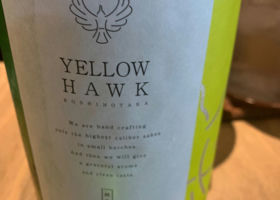 YELLOW
HAWK
KOSHINOTAKA
We are hand crafting
only the highest caliber sakes
in small batches.
And then we will give
a graceful aroma
and clean taste.